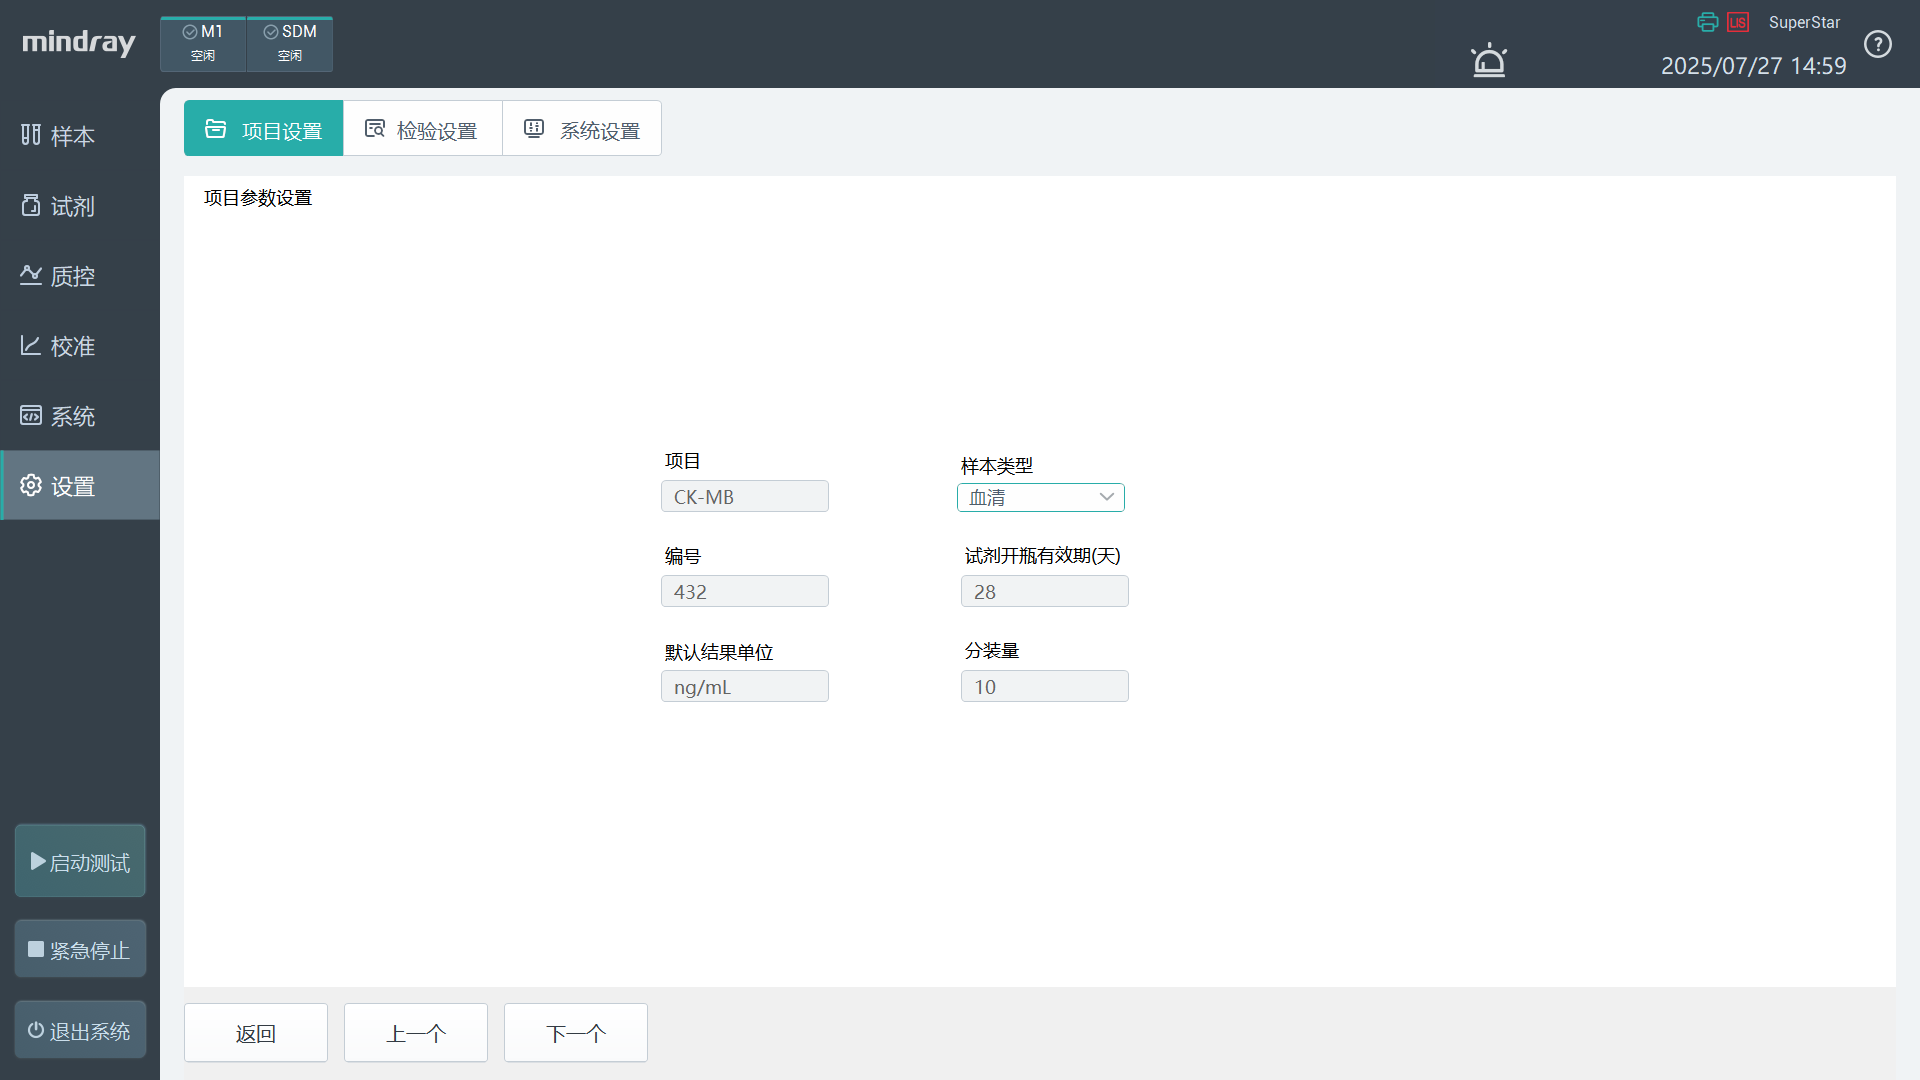 mindray
M1
空闲
SDM
空闲
LIS
SuperStar
2025/07/27 14:59
样本
试剂
质控
校准
系统
设置
启动测试
紧急停止
退出系统
项目设置
检验设置
系统设置
项目参数设置
项目
CK-MB
样本类型
血清
编号
432
试剂开瓶有效期(天)
28
默认结果单位
ng/mL
分装量
10
返回
上一个
下一个